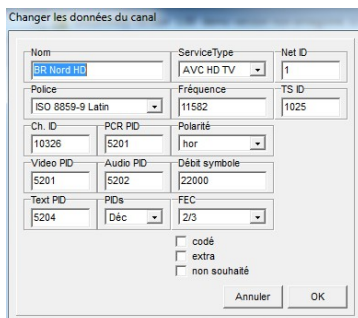 Changer les données du canal
Nom
ServiceType
Net ID
BR Nord HD
AVC HD TV
1
Police
Fréquence
TS ID
ISO 8859-9 Latin
11582
1025
Ch. ID
PCR PID
Polarité
10326
5201
hor
Video PID
Audio PID
Débit symbole
5201
5202
22000
Text PID
PIDs
FEC
5204
Déc
2/3
codé
extra
non souhaité
Annuler
OK